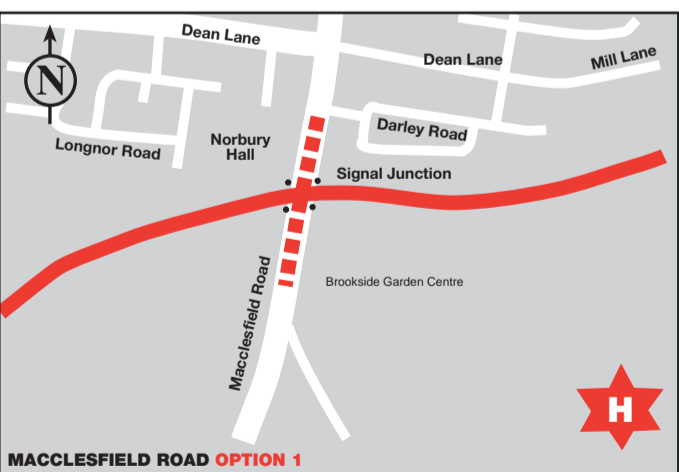 Dean Lane
Dean Lane
Mill Lane
N
Darley Road
Longnor Road
Norbury
Hall
Signal Junction
Macclesfield Road
Brookside Garden Centre
H
MACCLESFIELD ROAD OPTION 1